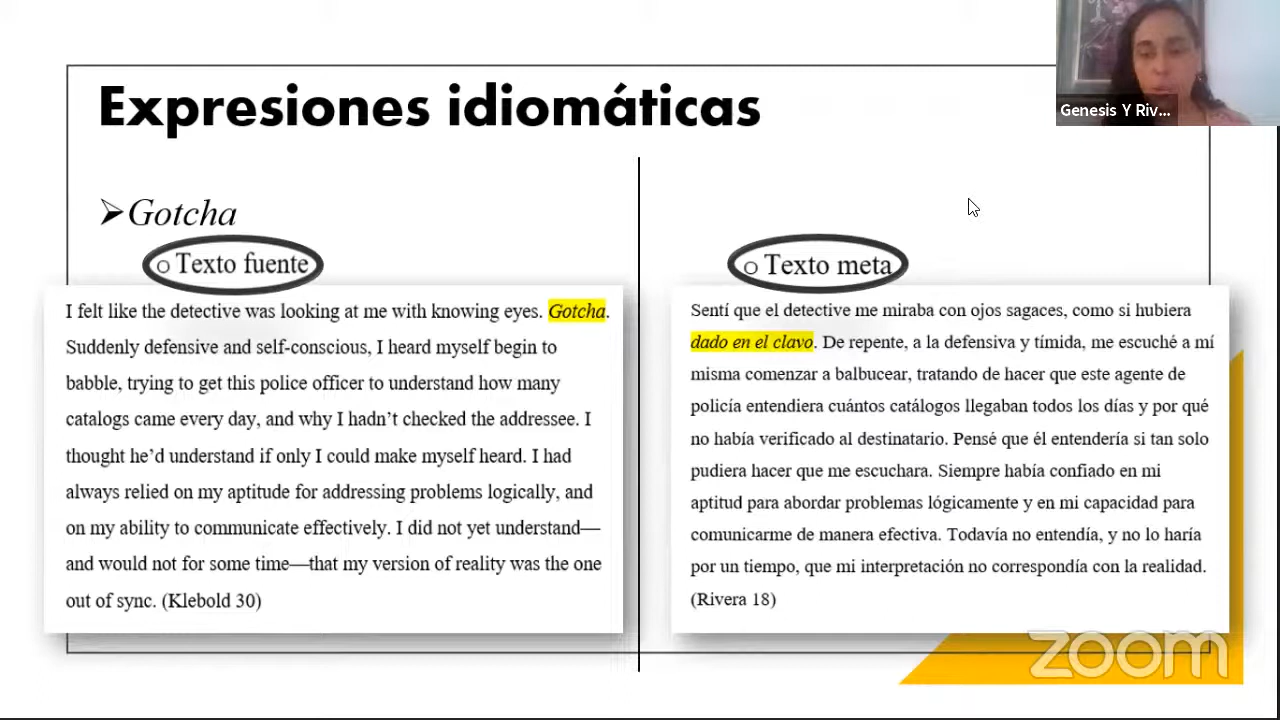 Expresiones idiomáticas
Genesis Y Riv...
➢Gotcha
o Texto fuente
I felt like the detective was looking at me with knowing eyes. Gotcha.
Suddenly defensive and self-conscious, I heard myself begin to
babble, trying to get this police officer to understand how many
catalogs came every day, and why I hadn't checked the addressee. I
thought he'd understand if only I could make myself heard. I had
always relied on my aptitude for addressing problems logically, and
on my ability to communicate effectively. I did not yet understand—
and would not for some time—that my version of reality was the one
out of sync. (Klebold 30)
o Texto meta
Sentí que el detective me miraba con ojos sagaces, como si hubiera
dado en el clavo. De repente, a la defensiva y tímida, me escuché a mí
misma comenzar a balbucear, tratando de hacer que este agente de
policía entendiera cuántos catálogos llegaban todos los días y por qué
no había verificado al destinatario. Pensé que él entendería si tan solo
pudiera hacer que me escuchara. Siempre había confiado en mi
aptitud para abordar problemas lógicamente y en mi capacidad para
comunicarme de manera efectiva. Todavía no entendía, y no lo haría
por un tiempo, que mi interpretación no correspondía con la realidad.
(Rivera 18)
zoom